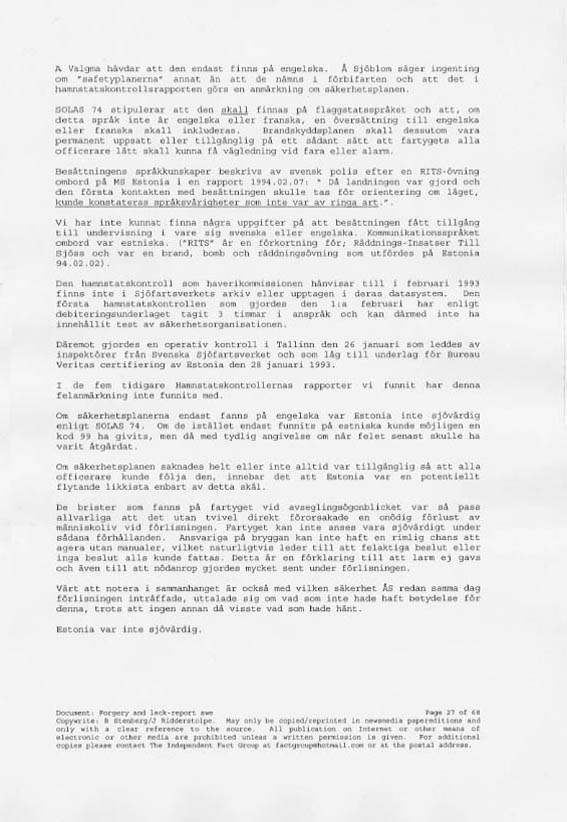 A Valgma hävdar att den endast finns på engelska. Å Sjöblom säger ingenting
om "safetyplanerna" annat än att de nämns i förbifarten och att det i
hamnstatskontrollsrapporten görs en anmärkning om säkerhetsplanen.
SOLAS 74 stipulerar att den skall finnas på flaggstatsspråket och att, om
detta språk inte är engelska eller franska, en översättning till engelska
eller franska skall inkluderas. Brandskyddsplanen skall dessutom vara
permanent uppsatt eller tillgänglig på ett sådant sätt att fartygets alla
officerare lätt skall kunna få vägledning vid fara eller alarm.
Besättningens språkkunskaper beskrivs av svensk polis efter en RITS-övning
ombord på MS Estonia i en rapport 1994.02.07: " Då landningen var gjord och
den första kontakten med besättningen skulle tas för orientering om läget,
kunde konstateras språksvårigheter som inte var av ringa art.".
Vi har inte kunnat finna några uppgifter på att besättningen fått tillgång
till undervisning i vare sig svenska eller engelska. Kommunikationsspråket
ombord var estniska. ("RITS" är en förkortning för; Räddnings-Insatser Till
Sjöss och var en brand, bomb och räddningsövning som utfördes på Estonia
94.02.02).
Den hamnstatskontroll som haverikommissionen hänvisar till i februari 1993
finns inte i Sjöfartsverkets arkiv eller upptagen i deras datasystem. Den
första hamnstatskontrollen som gjordes den 1:a februari har enligt
debiteringsunderlaget tagit 3 timmar i anspråk och kan därmed inte ha
innehållit test av säkerhetsorganisationen.
Däremot gjordes en operativ kontroll i Tallinn den 26 januari som leddes av
inspektörer från Svenska Sjöfartsverket och som låg till underlag för Bureau
Veritas certifiering av Estonia den 28 januari 1993.
I de fem tidigare Hamnstatskontrollernas rapporter vi funnit har denna
felanmärkning inte funnits med.
Om säkerhetsplanerna endast fanns på engelska var Estonia inte sjövärdig
enligt SOLAS 74. Om de istället endast funnits på estniska kunde möjligen en
kod 99 ha givits, men då med tydlig angivelse om när felet senast skulle ha
varit åtgärdat.
Om säkerhetsplanen saknades helt eller inte alltid var tillgänglig så att alla
officerare kunde följa den, innebar det att Estonia var en potentiell
flytande likkista enbart av detta skäl.
De brister som fanns på fartyget vid avseglingsögonblicket var så pass
allvarliga att det utan tvivel direkt förorsakade en onödig förlust av
människoliv vid förlisningen. Fartyget kan inte anses vara sjövärdigt under
sådana förhållanden. Ansvariga på bryggan kan inte haft en rimlig chans att
agera utan manualer, vilket naturligtvis leder till att felaktiga beslut eller
inga beslut alls kunde fattas. Detta är en förklaring till att larm ej gavs
och även till att nödanrop gjordes mycket sent under förlisningen.
Värt att notera i sammanhanget är också med vilken säkerhet ÅS redan samma dag
förlisningen inträffade, uttalade sig om vad som inte hade haft betydelse för
denna, trots att ingen annan då visste vad som hade hänt.
Estonia var inte sjövärdig.
Document: Forgery and lack-report swe Page 27 of 68
Copywrite: B Stenberg/J Ridderstolpe. May only be copied/reprinted in newsmedia papereditions and
only with a clear reference to the source. All publication on Internet or other means of
electronic or other media are prohibited unless a written permission is given. For additional
copies please contact The Independent Fact Group at factgroup@hotmail.com or at the postal address.